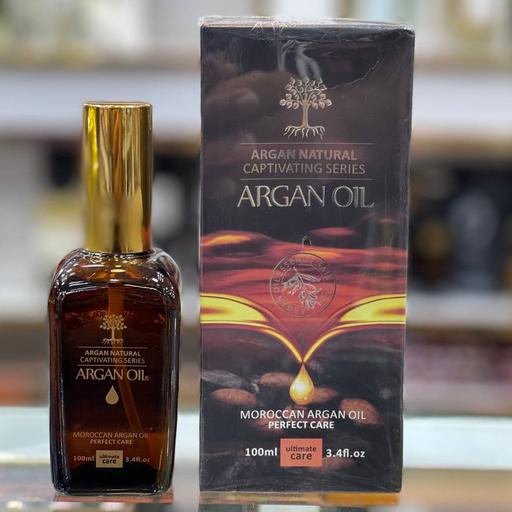 ARGAN NATURAL
CAPTIVATING SERIES
ARGAN OIL
MOROCCAN ARGAN OIL
PERFECT CARE
100ml ultimate care 3.4fl.oz
ARGAN NATURAL
CAPTIVATING SERIES
ARGAN OIL
MOROCCAN ARGAN OIL
PERFECT CARE
100ml ultimate care 3.4fl.oz